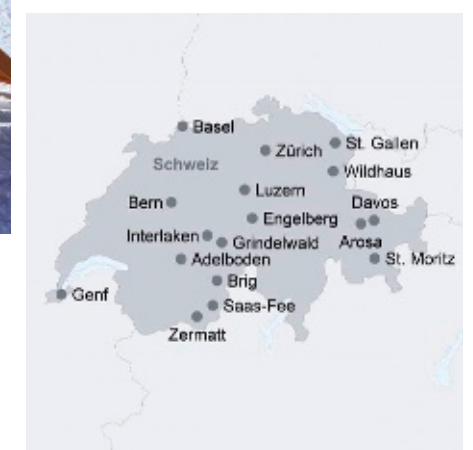 Basel
Zürich
St. Gallen
Schweiz
Wildhaus
Luzern
Bern
Davos
Engelberg
Interlaken
Grindelwald
Arosa
Adelboden
St. Moritz
Brig
Genf
Saas-Fee
Zermatt